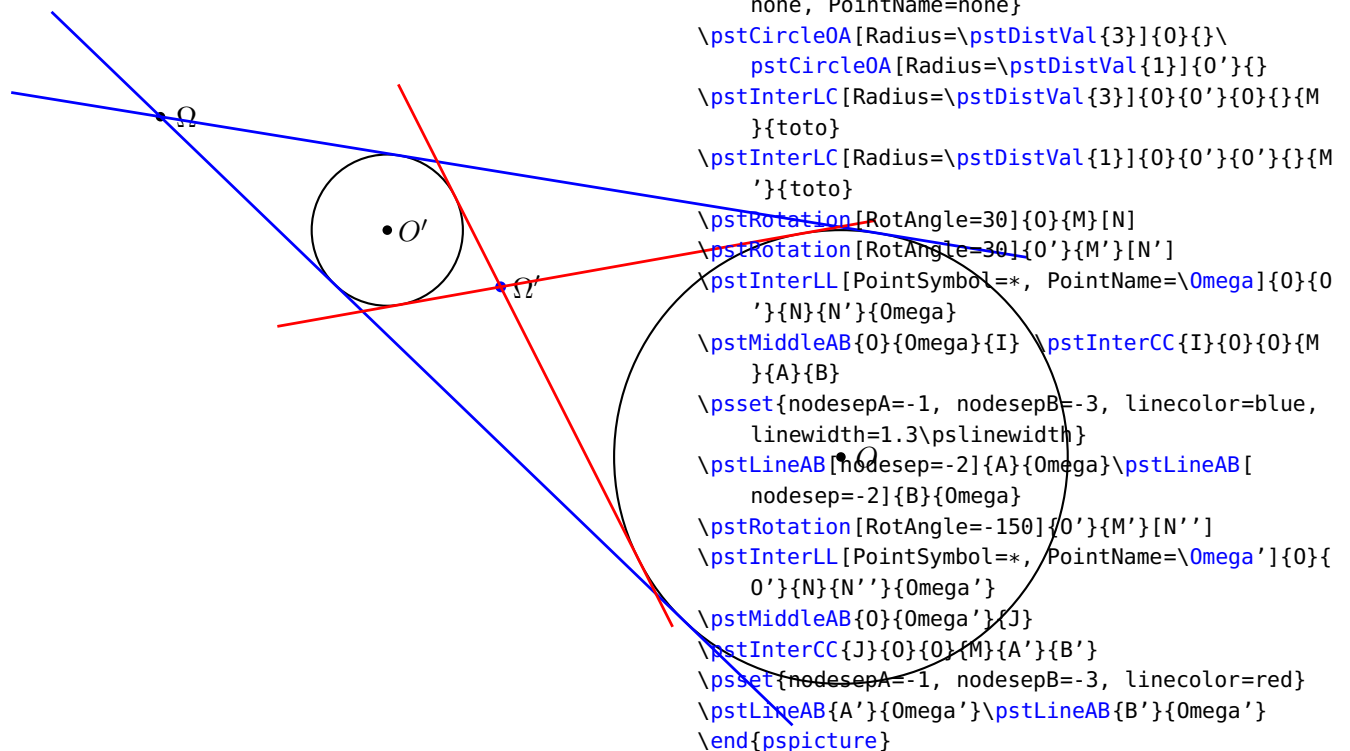 none, PointName=none}
\pstCircleOA[Radius=\pstDistVal{3}]{O}{}\
pstCircleOA[Radius=\pstDistVal{1}]{O’}{}
\pstInterLC[Radius=\pstDistVal{3}]{O}{O’}{O}{}{M
}{toto}
\pstInterLC[Radius=\pstDistVal{1}]{O}{O’}{O’}{}{M
’}{toto}
\pstRotation[RotAngle=30]{O}{M}[N]
\pstRotation[RotAngle=30]{O’}{M’}[N’]
\pstInterLL[PointSymbol=*, PointName=\Omega]{O}{O
’}{N}{N’}{Omega}
\pstMiddleAB{O}{Omega}{I} \pstInterCC{I}{O}{O}{M
}{A}{B}
\psset{nodesepA=-1, nodesepB=-3, linecolor=blue,
linewidth=1.3\pslinewidth}
\pstLineAB[nodesep=-2]{A}{Omega}\pstLineAB[
nodesep=-2]{B}{Omega}
\pstRotation[RotAngle=-150]{O’}{M’}[N’’]
\pstInterLL[PointSymbol=*, PointName=\Omega’]{O}{
O’}{N}{N’’}{Omega’}
\pstMiddleAB{O}{Omega’}{J}
\pstInterCC{J}{O}{O}{M}{A’}{B’}
\psset{nodesepA=-1, nodesepB=-3, linecolor=red}
\pstLineAB{A’}{Omega’}\pstLineAB{B’}{Omega’}
\end{pspicture}
Ω
O′
Ω′
O